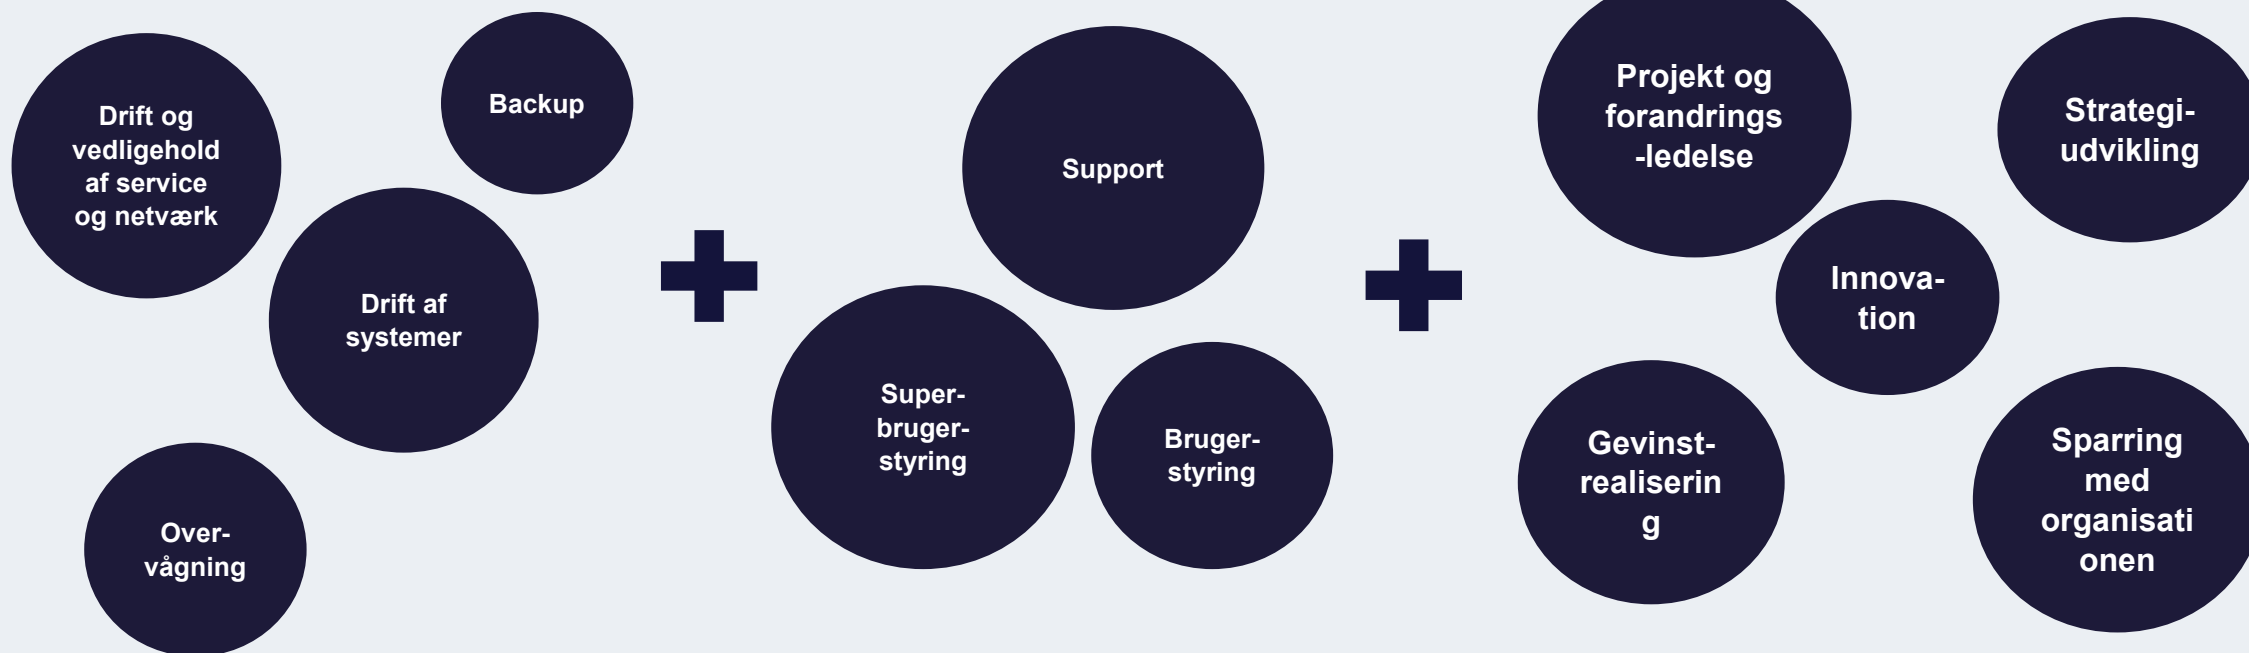 Drift og
vedligehold
af service
og netværk
Backup
Drift af
systemer
Over-
vågning
Support
Super-
bruger-
styring
Bruger-
styring
Projekt og
forandrings
-ledelse
Strategi-
udvikling
Innova-
tion
Gevinst-
realiserin
g
Sparring
med
organisati
onen